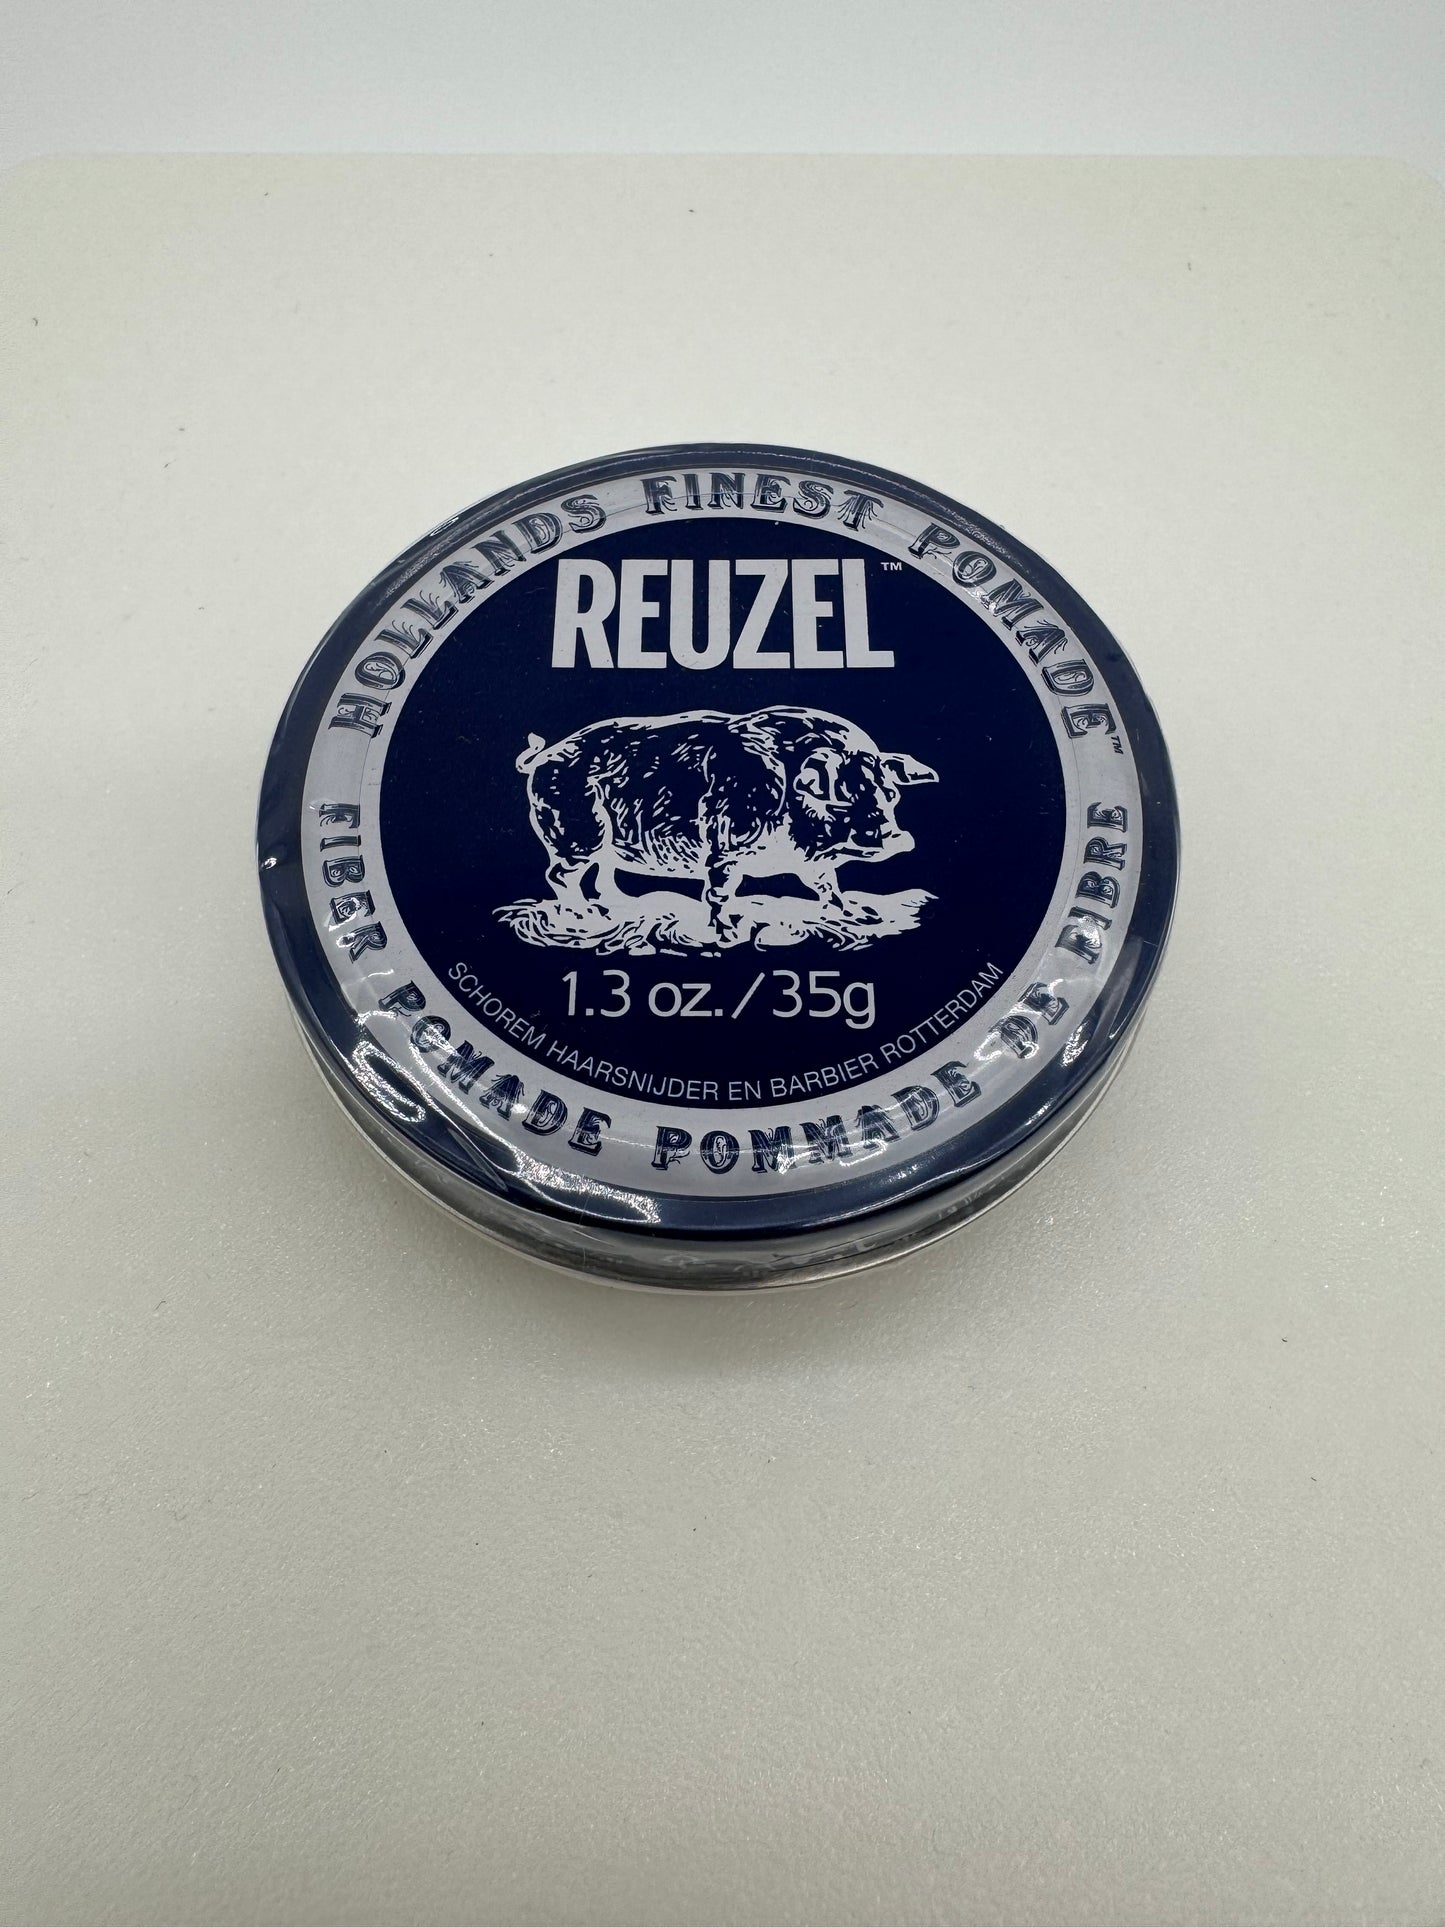 HOLLANDS FINEST POMADE™
REUZEL™
1.3 oz./35g
SCHOREM HAARSNIJDER EN BARBIER ROTTERDAM
FIBER POMADE POMMADE DE FIBRE